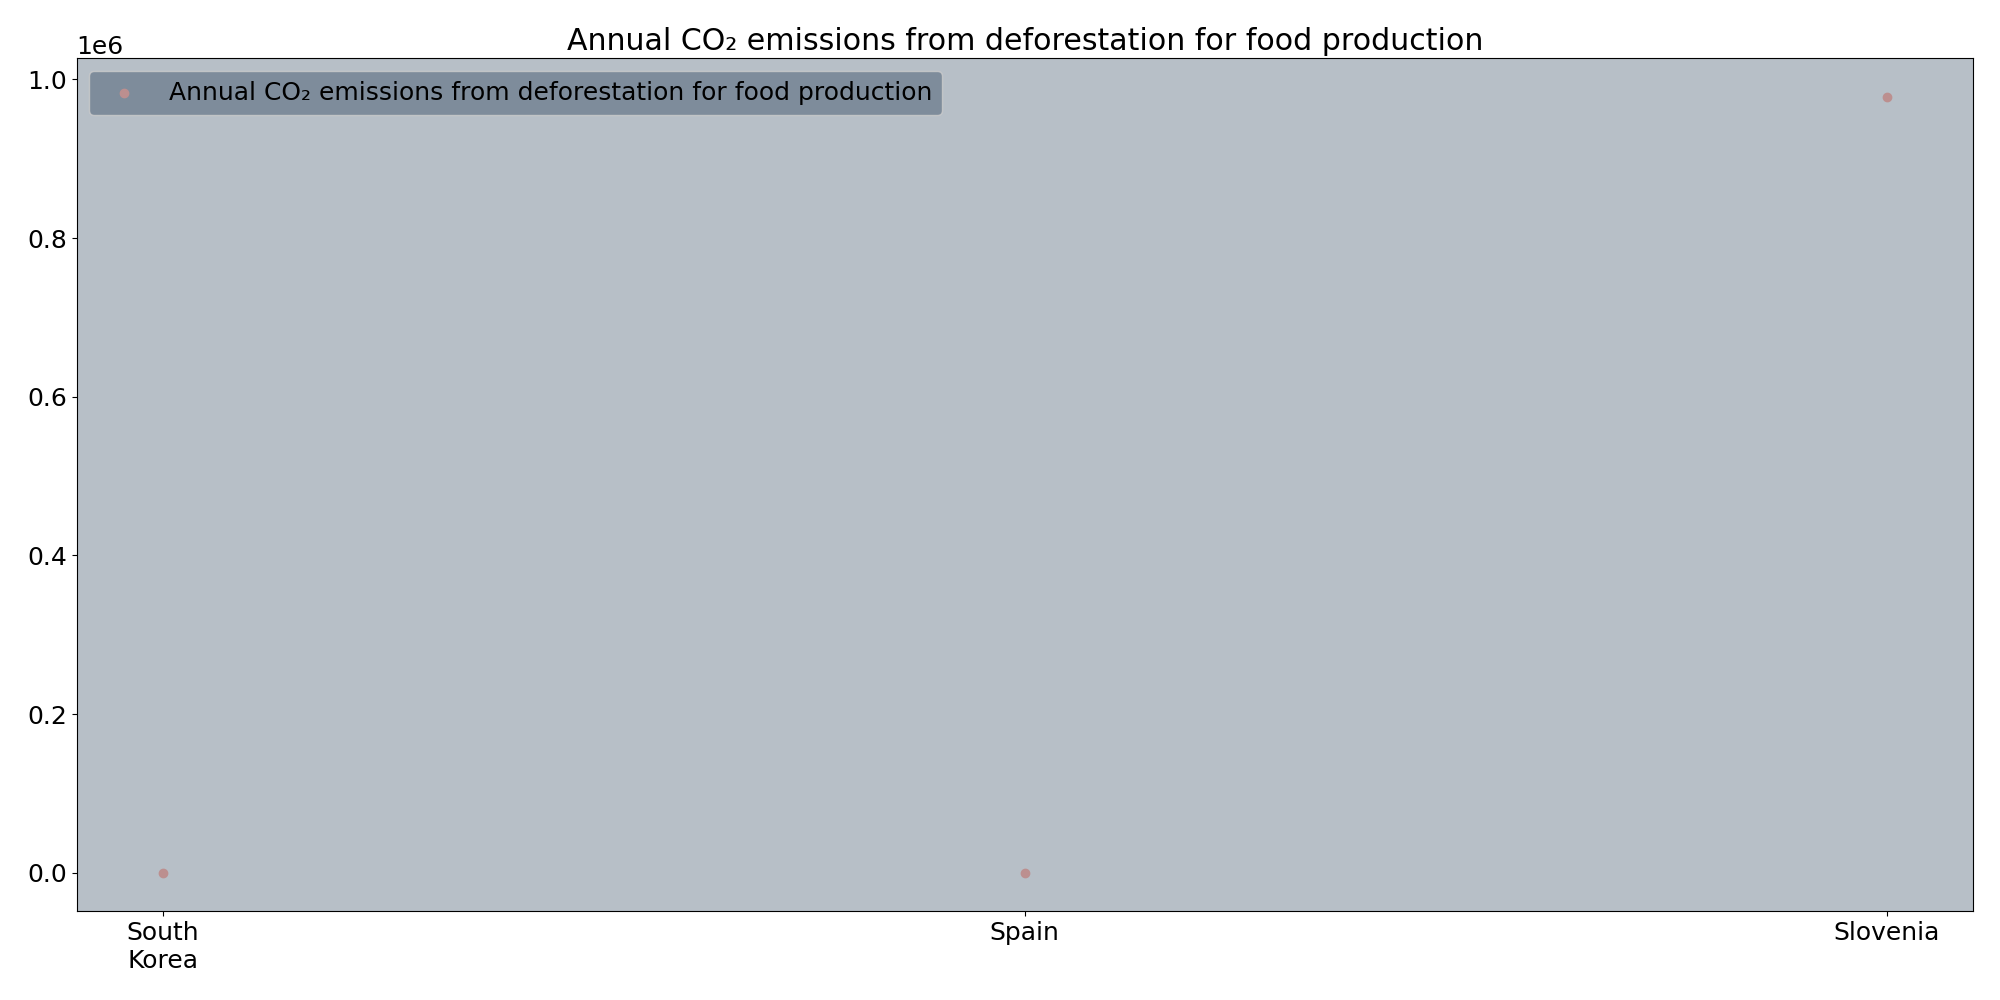 Annual CO₂ emissions from deforestation for food production
1e6
1.0
Annual CO₂ emissions from deforestation for food production
0.8
0.6
0.4
0.2
0.0
South
Korea
Spain
Slovenia